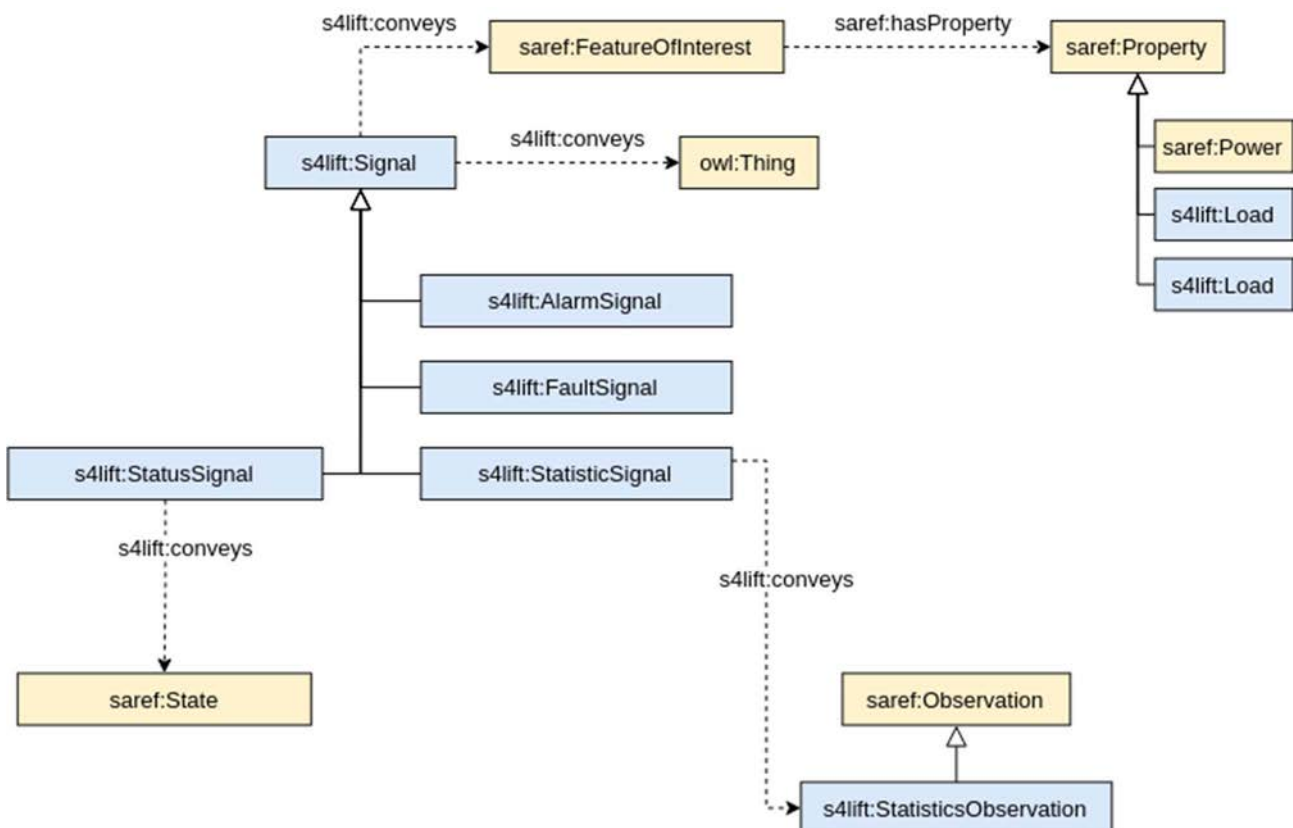 s4lift:conveys
saref:hasProperty
saref:FeatureOfInterest
saref:Property
s4lift:conveys
saref:Power
s4lift:Signal
owl:Thing
s4lift:Load
s4lift:Load
s4lift:AlarmSignal
s4lift:FaultSignal
s4lift:StatusSignal
s4lift:StatisticSignal
s4lift:conveys
s4lift:conveys
saref:State
saref:Observation
s4lift:StatisticsObservation